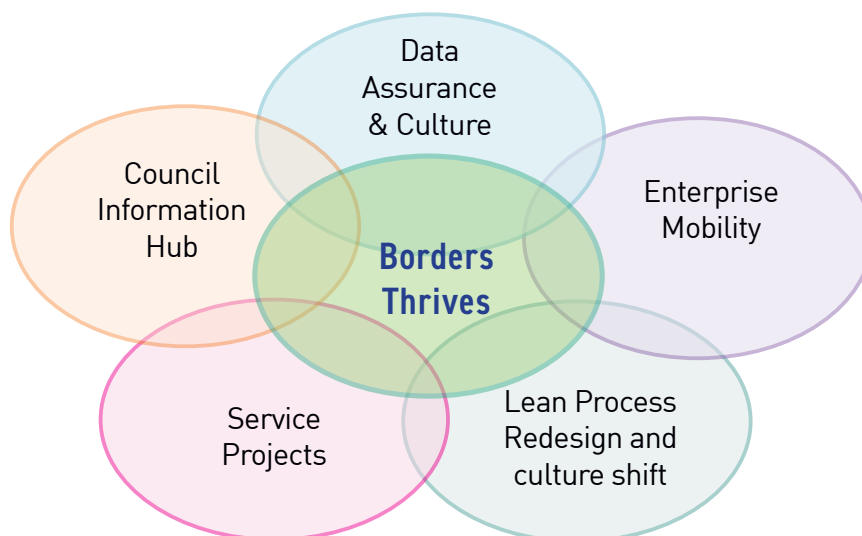 Data
Assurance
& Culture
Council
Information
Hub
Enterprise
Mobility
Borders
Thrives
Service
Projects
Lean Process
Redesign and
culture shift